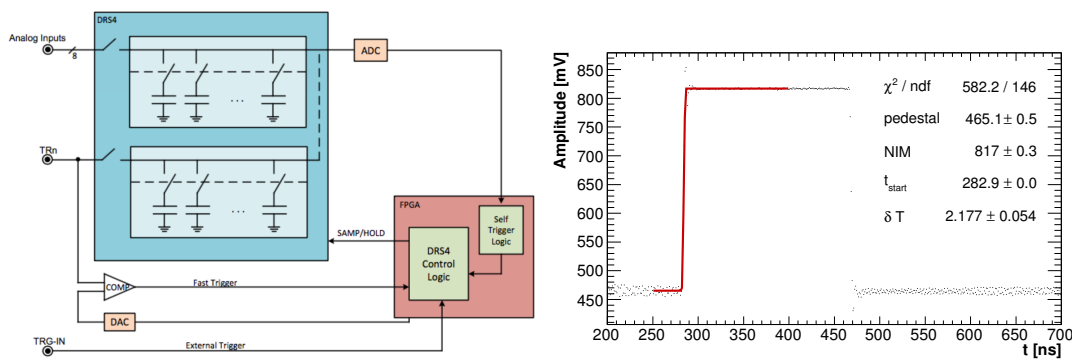 DRS4
Analog Inputs
8
ADC
...
TRn
...
FPGA
Self
Trigger
Logic
SAMP/HOLD
DRS4
Control
Logic
COMP
Fast Trigger
DAC
TRG-IN
External Trigger
Amplitude [mV]
850
800
750
700
650
600
550
500
450
χ² / ndf 582.2 / 146
pedestal 465.1 ± 0.5
NIM 817 ± 0.3
t_start 282.9 ± 0.0
δ T 2.177 ± 0.054
200 250 300 350 400 450 500 550 600 650 700
t [ns]